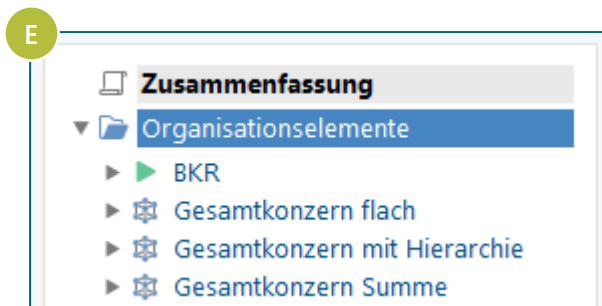 E
Zusammenfassung
Organisationselemente
BKR
Gesamtkonzern flach
Gesamtkonzern mit Hierarchie
Gesamtkonzern Summe